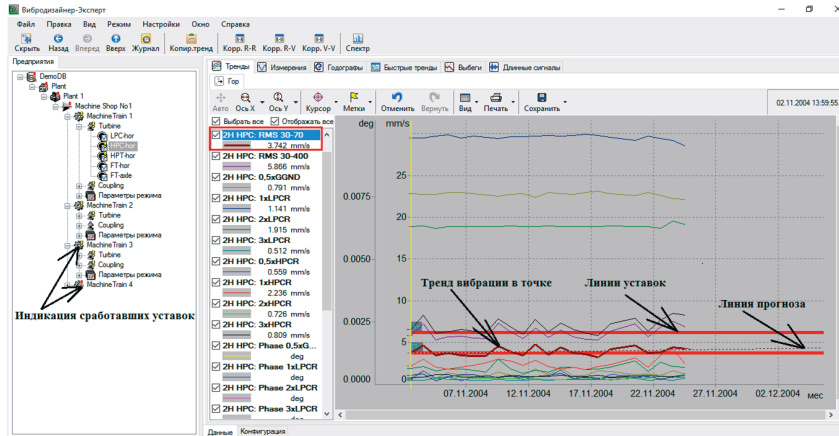 Вибродизайнер-Эксперт
Файл Правка Вид Режим Настройки Окно Справка
Скрыть Назад Вперед Вверх Журнал Копир.тренд Корр. R-R Корр. R-V Корр. V-V Спектр
Предприятия
DemoDB
Plant
Plant 1
Machine Shop No1
MachineTrain 1
Turbine
LPC-hor
HPC-hor
HPT-hor
FT-hor
FT-axle
Coupling
Параметры режима
MachineTrain 2
Turbine
Coupling
Параметры режима
MachineTrain 3
Turbine
Coupling
Параметры режима
MachineTrain 4
Индикация сработавших уставок
Тренды Измерения Годографы Быстрые тренды Выбеги Длинные сигналы
Гор
Авто Ось X Ось Y Курсор Метки Отменить Вернуть Вид Печать Сохранить
02.11.2004 13:59:55
Выбрать все Отображать все
2H HPC: RMS 30-70
3.742 mm/s
2H HPC: RMS 30-400
5.866 mm/s
2H HPC: 0,5xGGND
0.791 mm/s
2H HPC: 1xLPCR
1.141 mm/s
2H HPC: 2xLPCR
1.915 mm/s
2H HPC: 3xLPCR
0.512 mm/s
2H HPC: 0,5xHPCR
0.559 mm/s
2H HPC: 1xHPCR
2.236 mm/s
2H HPC: 2xHPCR
0.726 mm/s
2H HPC: 3xHPCR
0.809 mm/s
2H HPC: Phase 0,5xG...
deg
2H HPC: Phase 1xLPCR
deg
2H HPC: Phase 2xLPCR
deg
2H HPC: Phase 3xLPCR
deg mm/s
25
0.0075
20
0.0050 15
Тренд вибрации в точке Линии уставок
10
Линия прогноза
0.0025
5
0.0000 0
07.11.2004 12.11.2004 17.11.2004 22.11.2004 27.11.2004 02.12.2004 мес
Данные Конфигурация